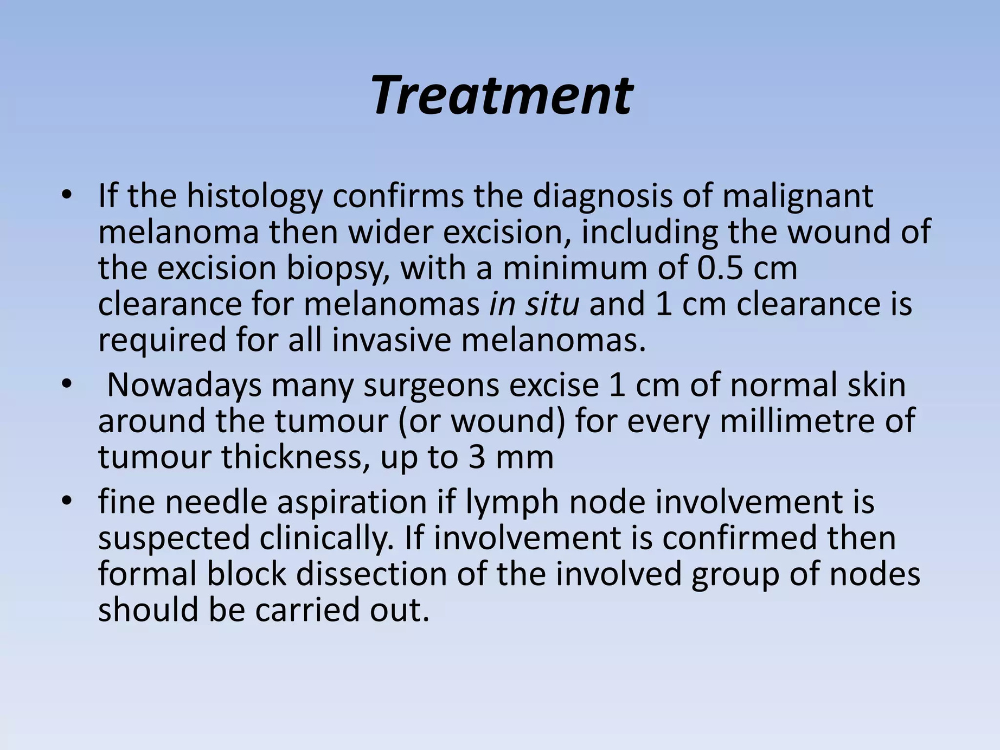 Treatment
• If the histology confirms the diagnosis of malignant
melanoma then wider excision, including the wound of
the excision biopsy, with a minimum of 0.5 cm
clearance for melanomas in situ and 1 cm clearance is
required for all invasive melanomas.
• Nowadays many surgeons excise 1 cm of normal skin
around the tumour (or wound) for every millimetre of
tumour thickness, up to 3 mm
• fine needle aspiration if lymph node involvement is
suspected clinically. If involvement is confirmed then
formal block dissection of the involved group of nodes
should be carried out.